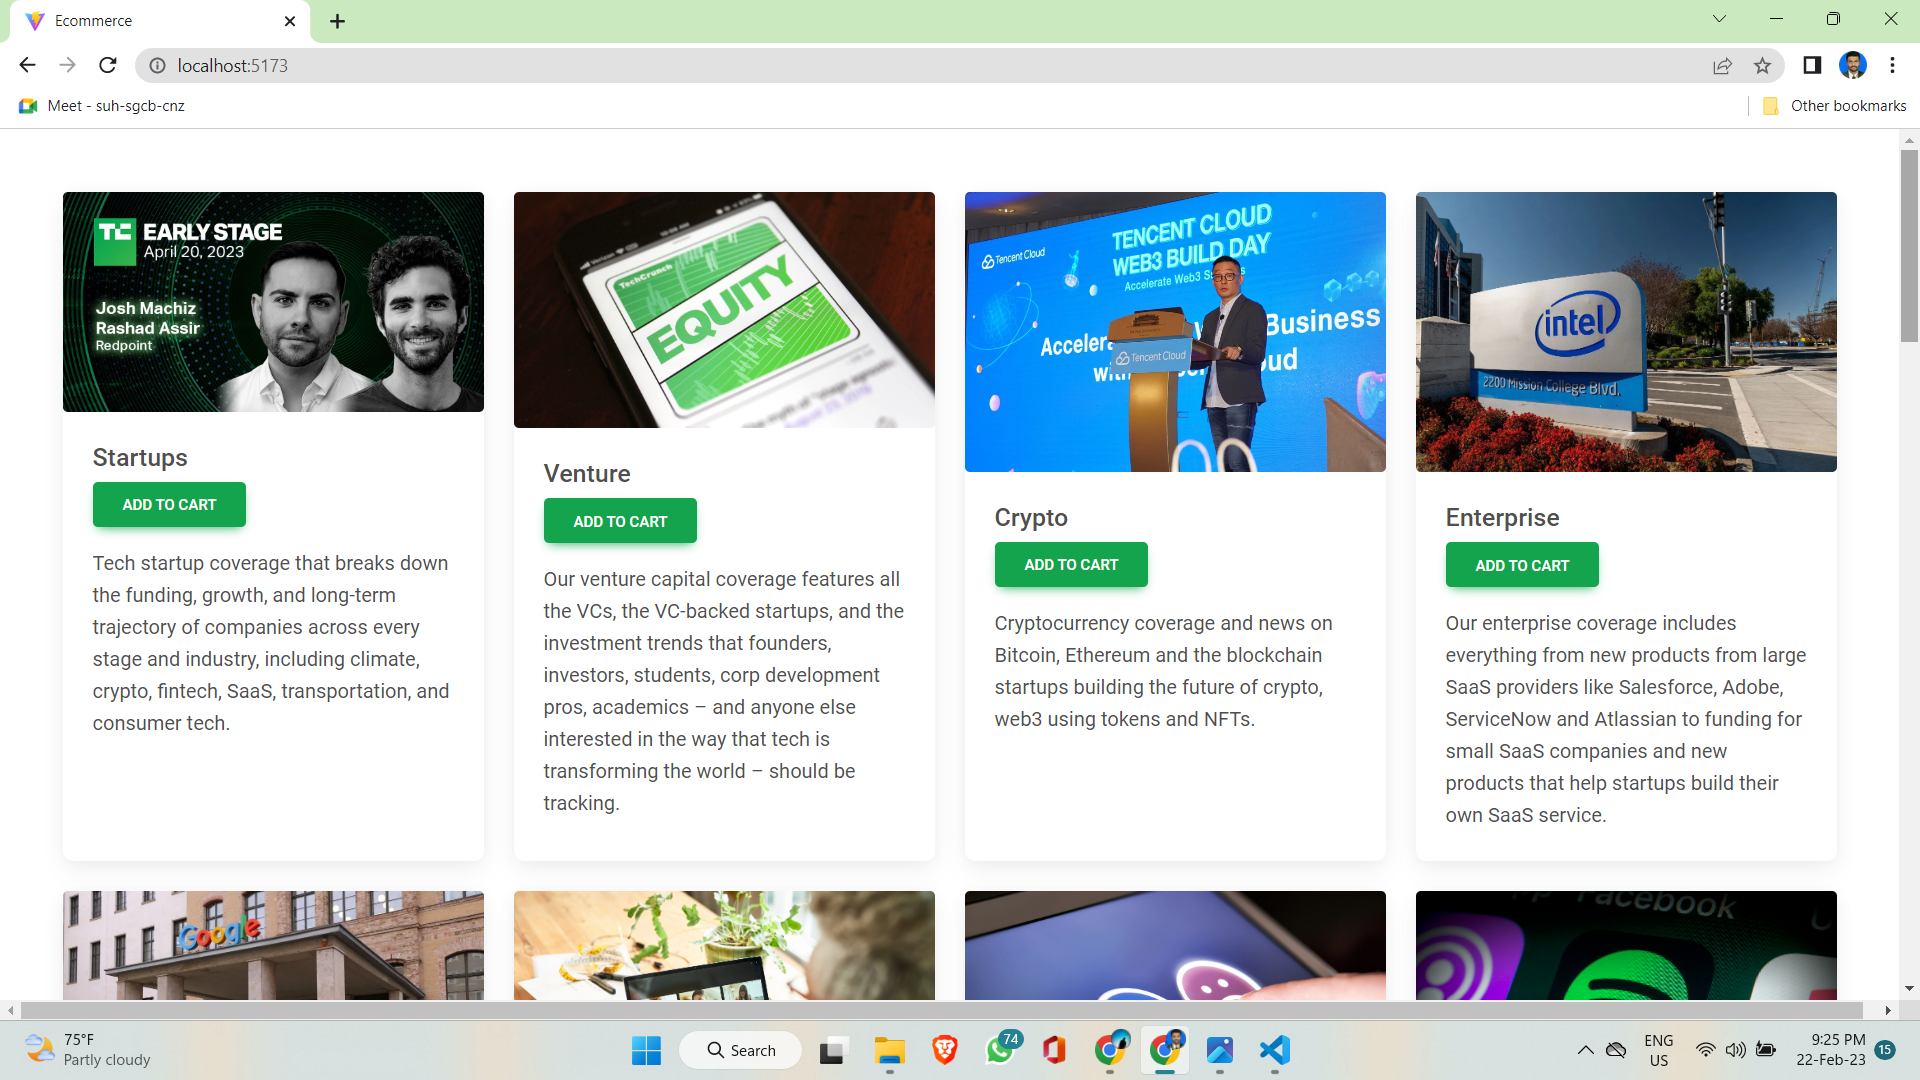 Ecommerce
localhost:5173
Meet - suh-sgcb-cnz
Other bookmarks
TC EARLY STAGE
April 20, 2023
Josh Machiz
Rashad Assir
Redpoint
Startups
ADD TO CART
Tech startup coverage that breaks down
the funding, growth, and long-term
trajectory of companies across every
stage and industry, including climate,
crypto, fintech, SaaS, transportation, and
consumer tech.
TechCrunch
EQUITY
Venture
ADD TO CART
Our venture capital coverage features all
the VCs, the VC-backed startups, and the
investment trends that founders,
investors, students, corp development
pros, academics – and anyone else
interested in the way that tech is
transforming the world – should be
tracking.
Tencent Cloud
TENCENT CLOUD
WEB3 BUILD DAY
Accelerate Web3
Business
Tencent Cloud
Crypto
ADD TO CART
Cryptocurrency coverage and news on
Bitcoin, Ethereum and the blockchain
startups building the future of crypto,
web3 using tokens and NFTs.
intel
2200 Mission College Blvd.
Enterprise
ADD TO CART
Our enterprise coverage includes
everything from new products from large
SaaS providers like Salesforce, Adobe,
ServiceNow and Atlassian to funding for
small SaaS companies and new
products that help startups build their
own SaaS service.
Google
Facebook
75°F
Partly cloudy
Search
74
ENG
US
9:25 PM
22-Feb-23
15